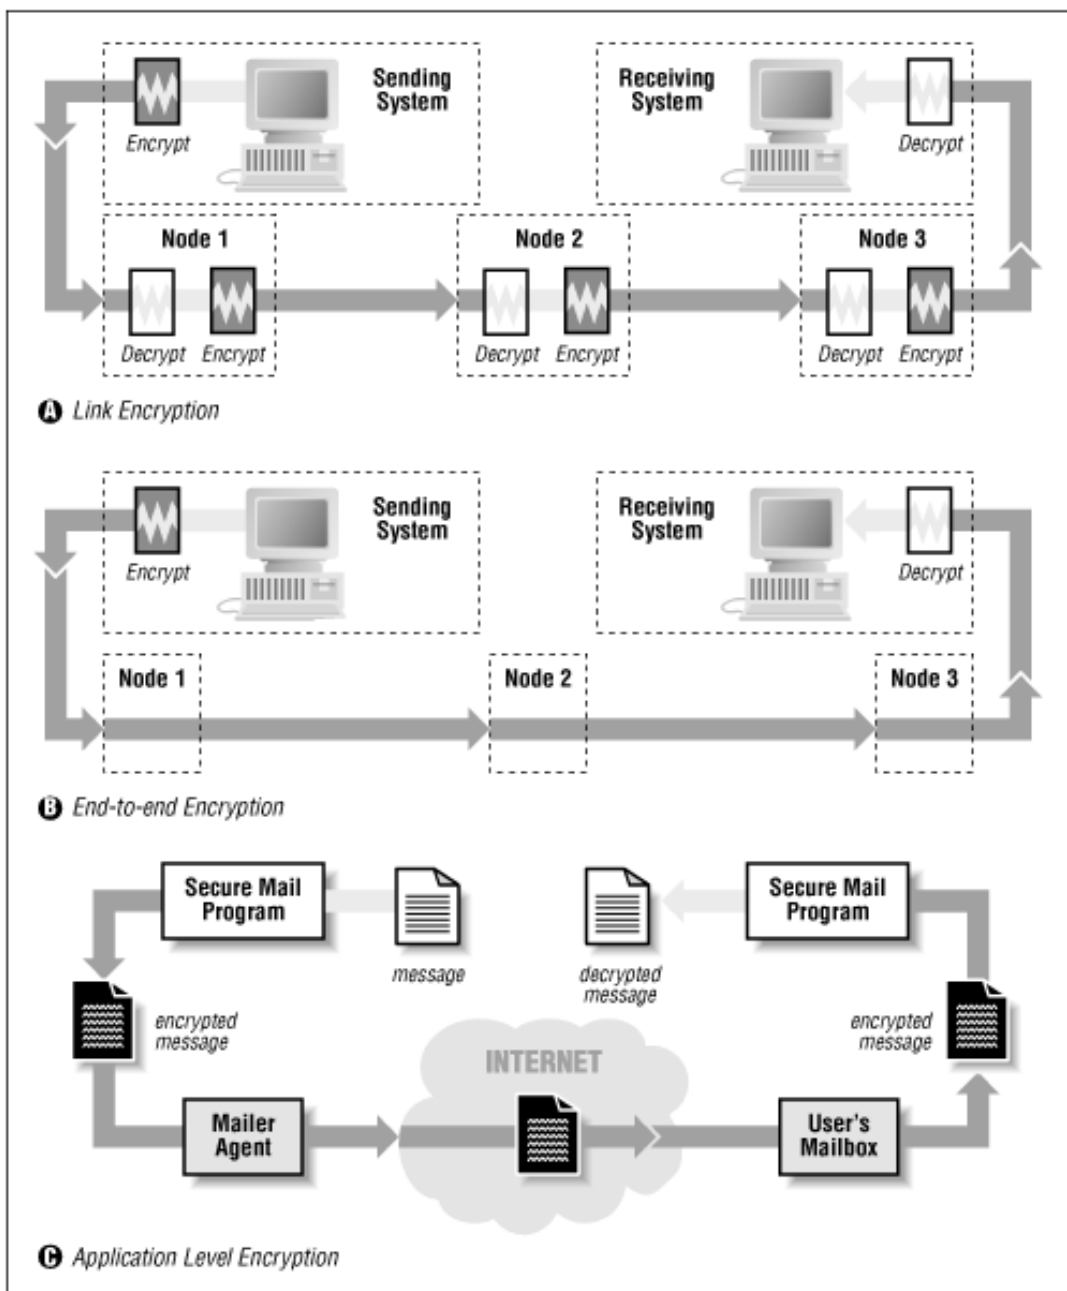 Sending
System
Encrypt
Receiving
System
Decrypt
Node 1
Decrypt
Encrypt
Node 2
Decrypt
Encrypt
Node 3
Decrypt
Encrypt
A Link Encryption
Sending
System
Encrypt
Receiving
System
Decrypt
Node 1
Node 2
Node 3
B End-to-end Encryption
Secure Mail
Program
message
decrypted
message
Secure Mail
Program
encrypted
message
encrypted
message
INTERNET
Mailer
Agent
User's
Mailbox
C Application Level Encryption